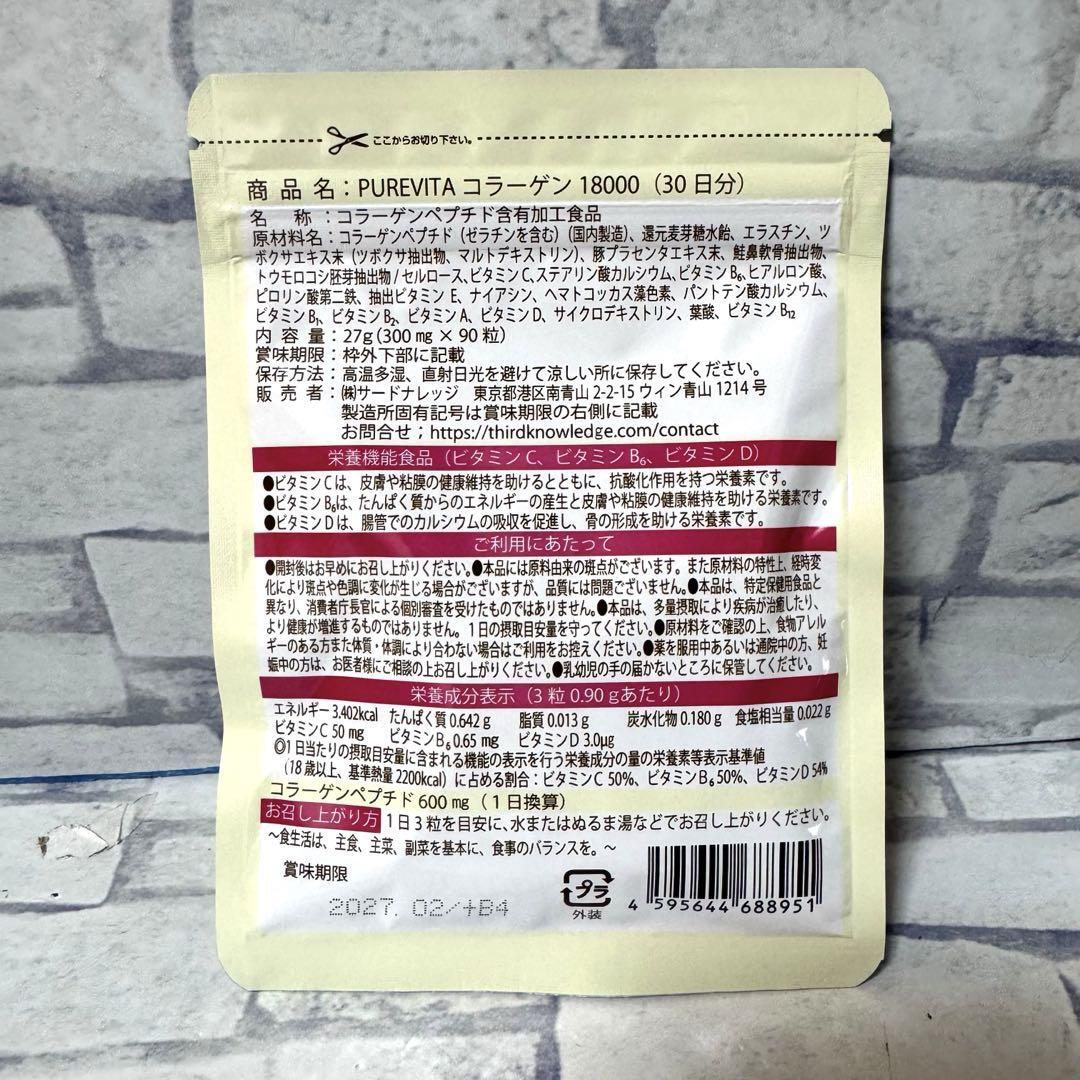 ここからお切り下さい。
商品名：PUREVITA コラーゲン 18000（30日分）
名称：コラーゲンペプチド含有加工食品
原材料名：コラーゲンペプチド（ゼラチンを含む）（国内製造）、還元麦芽糖水飴、エラスチン、ツ
ボクサエキス末（ツボクサ抽出物、マルトデキストリン）、豚プラセンタエキス末、鮭鼻軟骨抽出物、
トウモロコシ胚芽抽出物/セルロース、ビタミンC、ステアリン酸カルシウム、ビタミンB₆、ヒアルロン酸、
ピロリン酸第二鉄、抽出ビタミンE、ナイアシン、ヘマトコッカス藻色素、パントテン酸カルシウム、
ビタミンB₁、ビタミンB₂、ビタミンA、ビタミンD、サイクロデキストリン、葉酸、ビタミンB₁₂
内容量：27g（300㎎×90粒）
賞味期限：枠外下部に記載
保存方法：高温多湿、直射日光を避けて涼しい所に保存してください。
販売者：㈱サードナレッジ 東京都港区南青山2-2-15ウィン青山1214号
製造所固有記号は賞味期限の右側に記載
お問合せ；https://thirdknowledge.com/contact
栄養機能食品（ビタミンC、ビタミンB₆、ビタミンD）
●ビタミンCは、皮膚や粘膜の健康維持を助けるとともに、抗酸化作用を持つ栄養素です。
●ビタミンB₆は、たんぱく質からのエネルギーの産生と皮膚や粘膜の健康維持を助ける栄養素です。
●ビタミンDは、腸管でのカルシウムの吸収を促進し、骨の形成を助ける栄養素です。
ご利用にあたって
●開封後はお早めにお召し上がりください。●本品には原料由来の斑点がございます。また原材料の特性上、経時変
化により斑点や色調に変化が生じる場合がございますが、品質には問題ございません。●本品は、特定保健用食品と
異なり、消費者庁長官による個別審査を受けたものではありません。●本品は、多量摂取により疾病が治癒したり、
より健康が増進するものではありません。1日の摂取目安量を守ってください。●原材料をご確認の上、食物アレル
ギーのある方また体質・体調により合わない場合はご利用をお控えください。●薬を服用中あるいは通院中の方、妊
娠中の方は、お医者様にご相談の上お召し上がりください。●乳幼児の手の届かないところに保管してください。
栄養成分表示（3粒0.90gあたり）
エネルギー3.402kcal たんぱく質0.642g 脂質0.013g 炭水化物0.180g 食塩相当量0.022g
ビタミンC 50mg ビタミンB₆0.65mg ビタミンD 3.0μg
◎1日当たりの摂取目安量に含まれる機能の表示を行う栄養成分の量の栄養素等表示基準値
（18歳以上、基準熱量2200kcal）に占める割合：ビタミンC 50%、ビタミンB₆50%、ビタミンD 54%
コラーゲンペプチド600㎎（1日換算）
お召し上がり方 1日3粒を目安に、水またはぬるま湯などでお召し上がりください。
～食生活は、主食、主菜、副菜を基本に、食事のバランスを。～
賞味期限
2027.02/+B4
プラ
外装
4 595644 688951